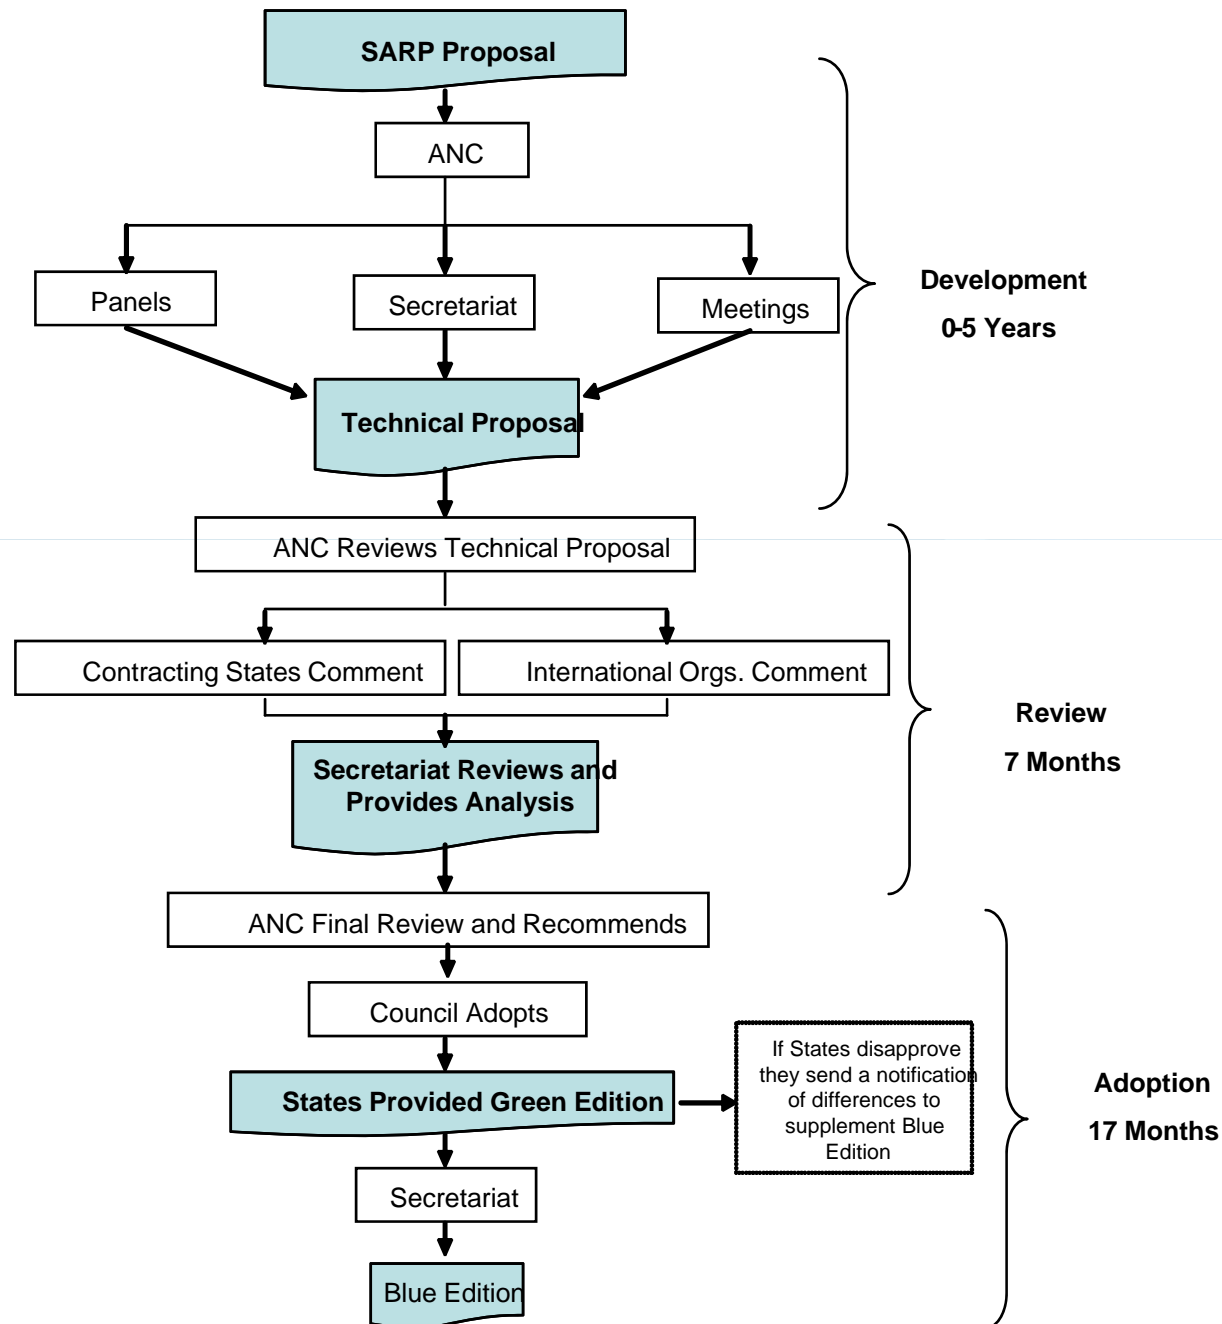 SARP Proposal
ANC
Panels
Secretariat
Meetings
Development
0-5 Years
Technical Proposal
ANC Reviews Technical Proposal
Contracting States Comment
International Orgs. Comment
Review
7 Months
Secretariat Reviews and
Provides Analysis
ANC Final Review and Recommends
Council Adopts
States Provided Green Edition
If States disapprove
they send a notification
of differences to
supplement Blue
Edition
Adoption
17 Months
Secretariat
Blue Edition